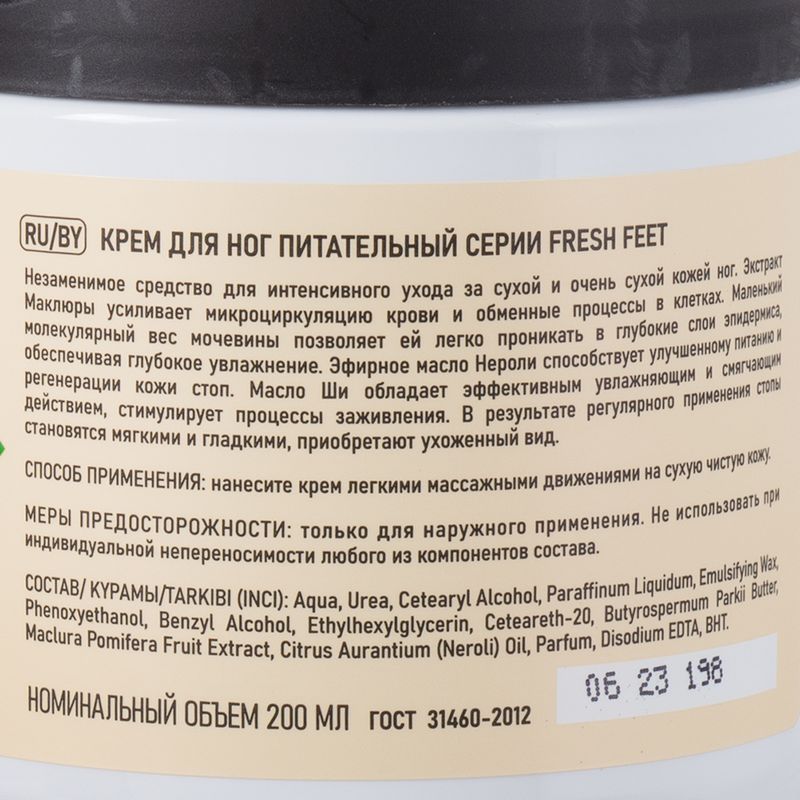 RU/BY КРЕМ ДЛЯ НОГ ПИТАТЕЛЬНЫЙ СЕРИИ FRESH FEET
Незаменимое средство для интенсивного ухода за сухой и очень сухой кожей ног. Экстракт
Маклюры усиливает микроциркуляцию крови и обменные процессы в клетках. Маленький
молекулярный вес мочевины позволяет ей легко проникать в глубокие слои эпидермиса,
обеспечивая глубокое увлажнение. Эфирное масло Нероли способствует улучшенному питанию и
регенерации кожи стоп. Масло Ши обладает эффективным увлажняющим и смягчающим
действием, стимулирует процессы заживления. В результате регулярного применения стопы
становятся мягкими и гладкими, приобретают ухоженный вид.
СПОСОБ ПРИМЕНЕНИЯ: нанесите крем легкими массажными движениями на сухую чистую кожу.
МЕРЫ ПРЕДОСТОРОЖНОСТИ: только для наружного применения. Не использовать при
индивидуальной непереносимости любого из компонентов состава.
СОСТАВ/ КУРАМЫ/TARKIBI (INCI): Aqua, Urea, Cetearyl Alcohol, Paraffinum Liquidum, Emulsifying Wax,
Phenoxyethanol, Benzyl Alcohol, Ethylhexylglycerin, Ceteareth-20, Butyrospermum Parkii Butter,
Maclura Pomifera Fruit Extract, Citrus Aurantium (Neroli) Oil, Parfum, Disodium EDTA, BHT.
06 23 198
НОМИНАЛЬНЫЙ ОБЪЕМ 200 МЛ ГОСТ 31460-2012